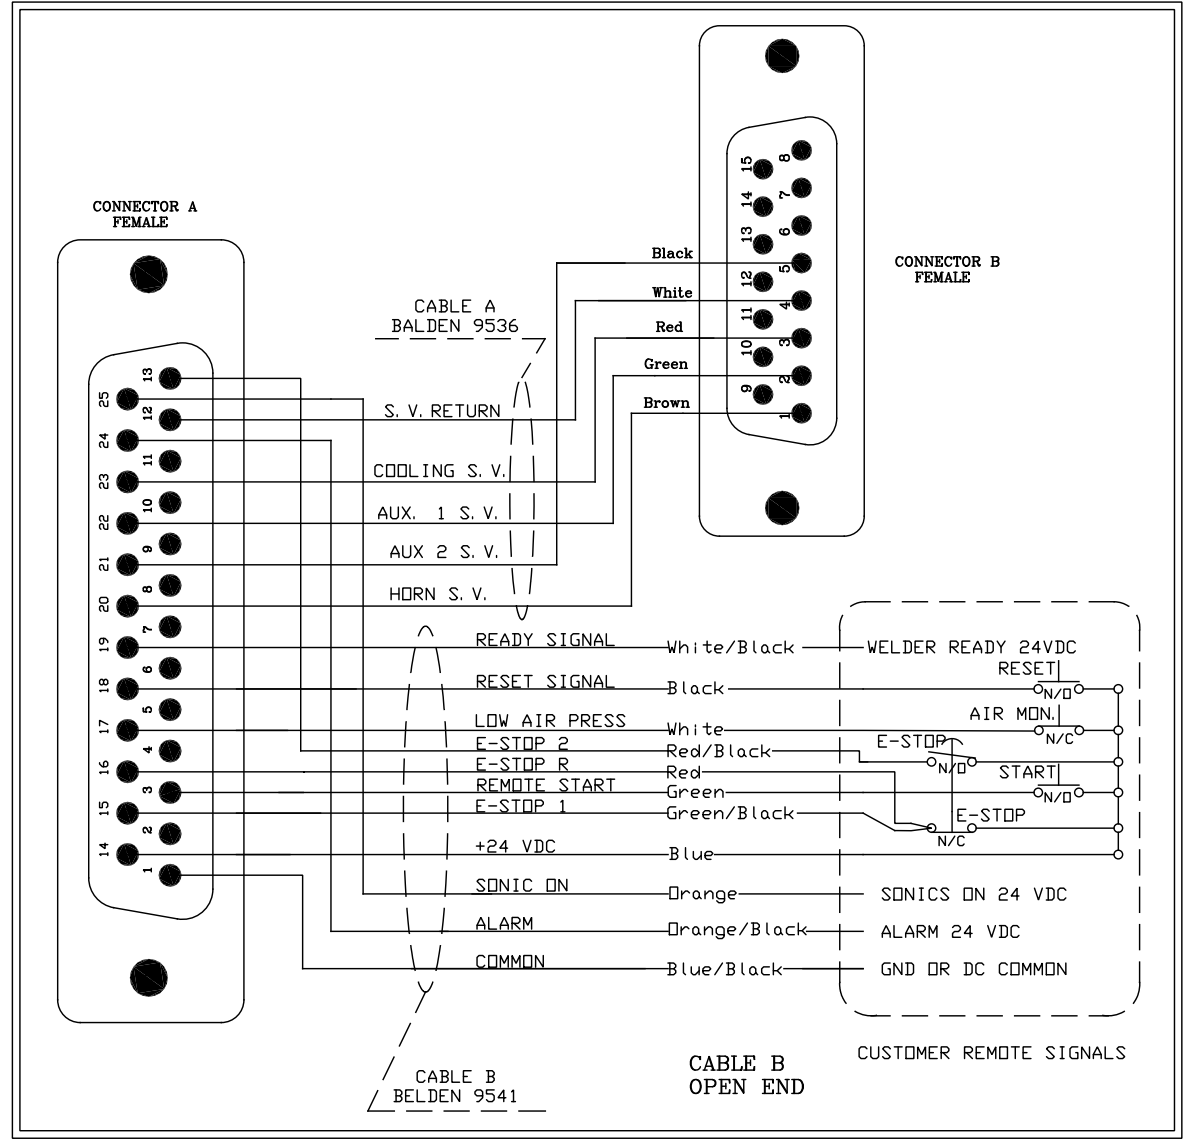 CONNECTOR A
FEMALE
CONNECTOR B
FEMALE
15
8
14
7
13
6
12
5
11
4
10
3
9
2
1
Black
White
Red
Green
Brown
CABLE A
BALDEN 9536
13
25
12
24
11
23
10
22
9
21
8
20
7
19
6
18
5
17
4
16
3
15
2
14
1
S. V. RETURN
COOLING S. V.
AUX. 1 S. V.
AUX 2 S. V.
HORN S. V.
READY SIGNAL White/Black WELDER READY 24VDC
RESET
RESET SIGNAL Black N/O
AIR MON.
LOW AIR PRESS White N/C
E-STOP
E-STOP 2 Red/Black N/O
E-STOP R Red START
REMOTE START Green N/O
E-STOP 1 Green/Black E-STOP
N/C
+24 VDC Blue
SONIC ON Orange SONICS ON 24 VDC
ALARM Orange/Black ALARM 24 VDC
COMMON Blue/Black GND OR DC COMMON
CUSTOMER REMOTE SIGNALS
CABLE B
OPEN END
CABLE B
BELDEN 9541